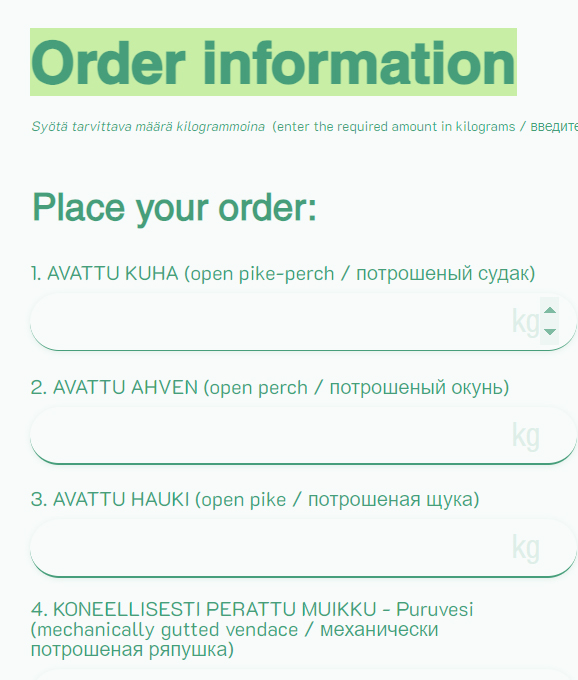 Order information
Syötä tarvittava määrä kilogrammoina (enter the required amount in kilograms / введите
Place your order:
1. AVATTU KUHA (open pike-perch / потрошеный судак)
kg
2. AVATTU AHVEN (open perch / потрошеный окунь)
kg
3. AVATTU HAUKI (open pike / потрошеная щука)
kg
4. KONEELLISESTI PERATTU MUIKKU - Puruvesi
(mechanically gutted vendace / механически
потрошеная ряпушка)